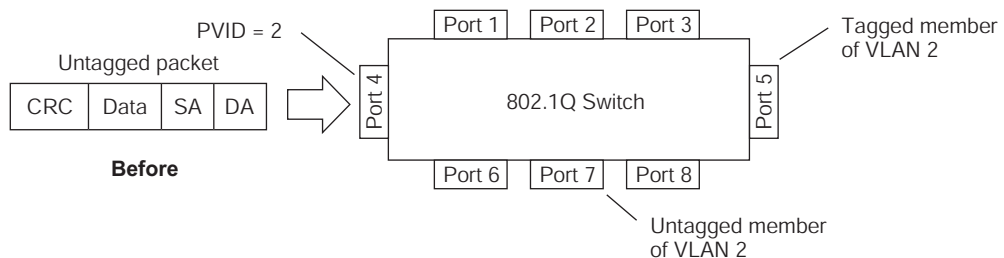 PVID = 2
Port 1
Port 2
Port 3
Tagged member
of VLAN 2
Untagged packet
CRC
Data
SA
DA
Port 4
802.1Q Switch
Port 5
Before
Port 6
Port 7
Port 8
Untagged member
of VLAN 2